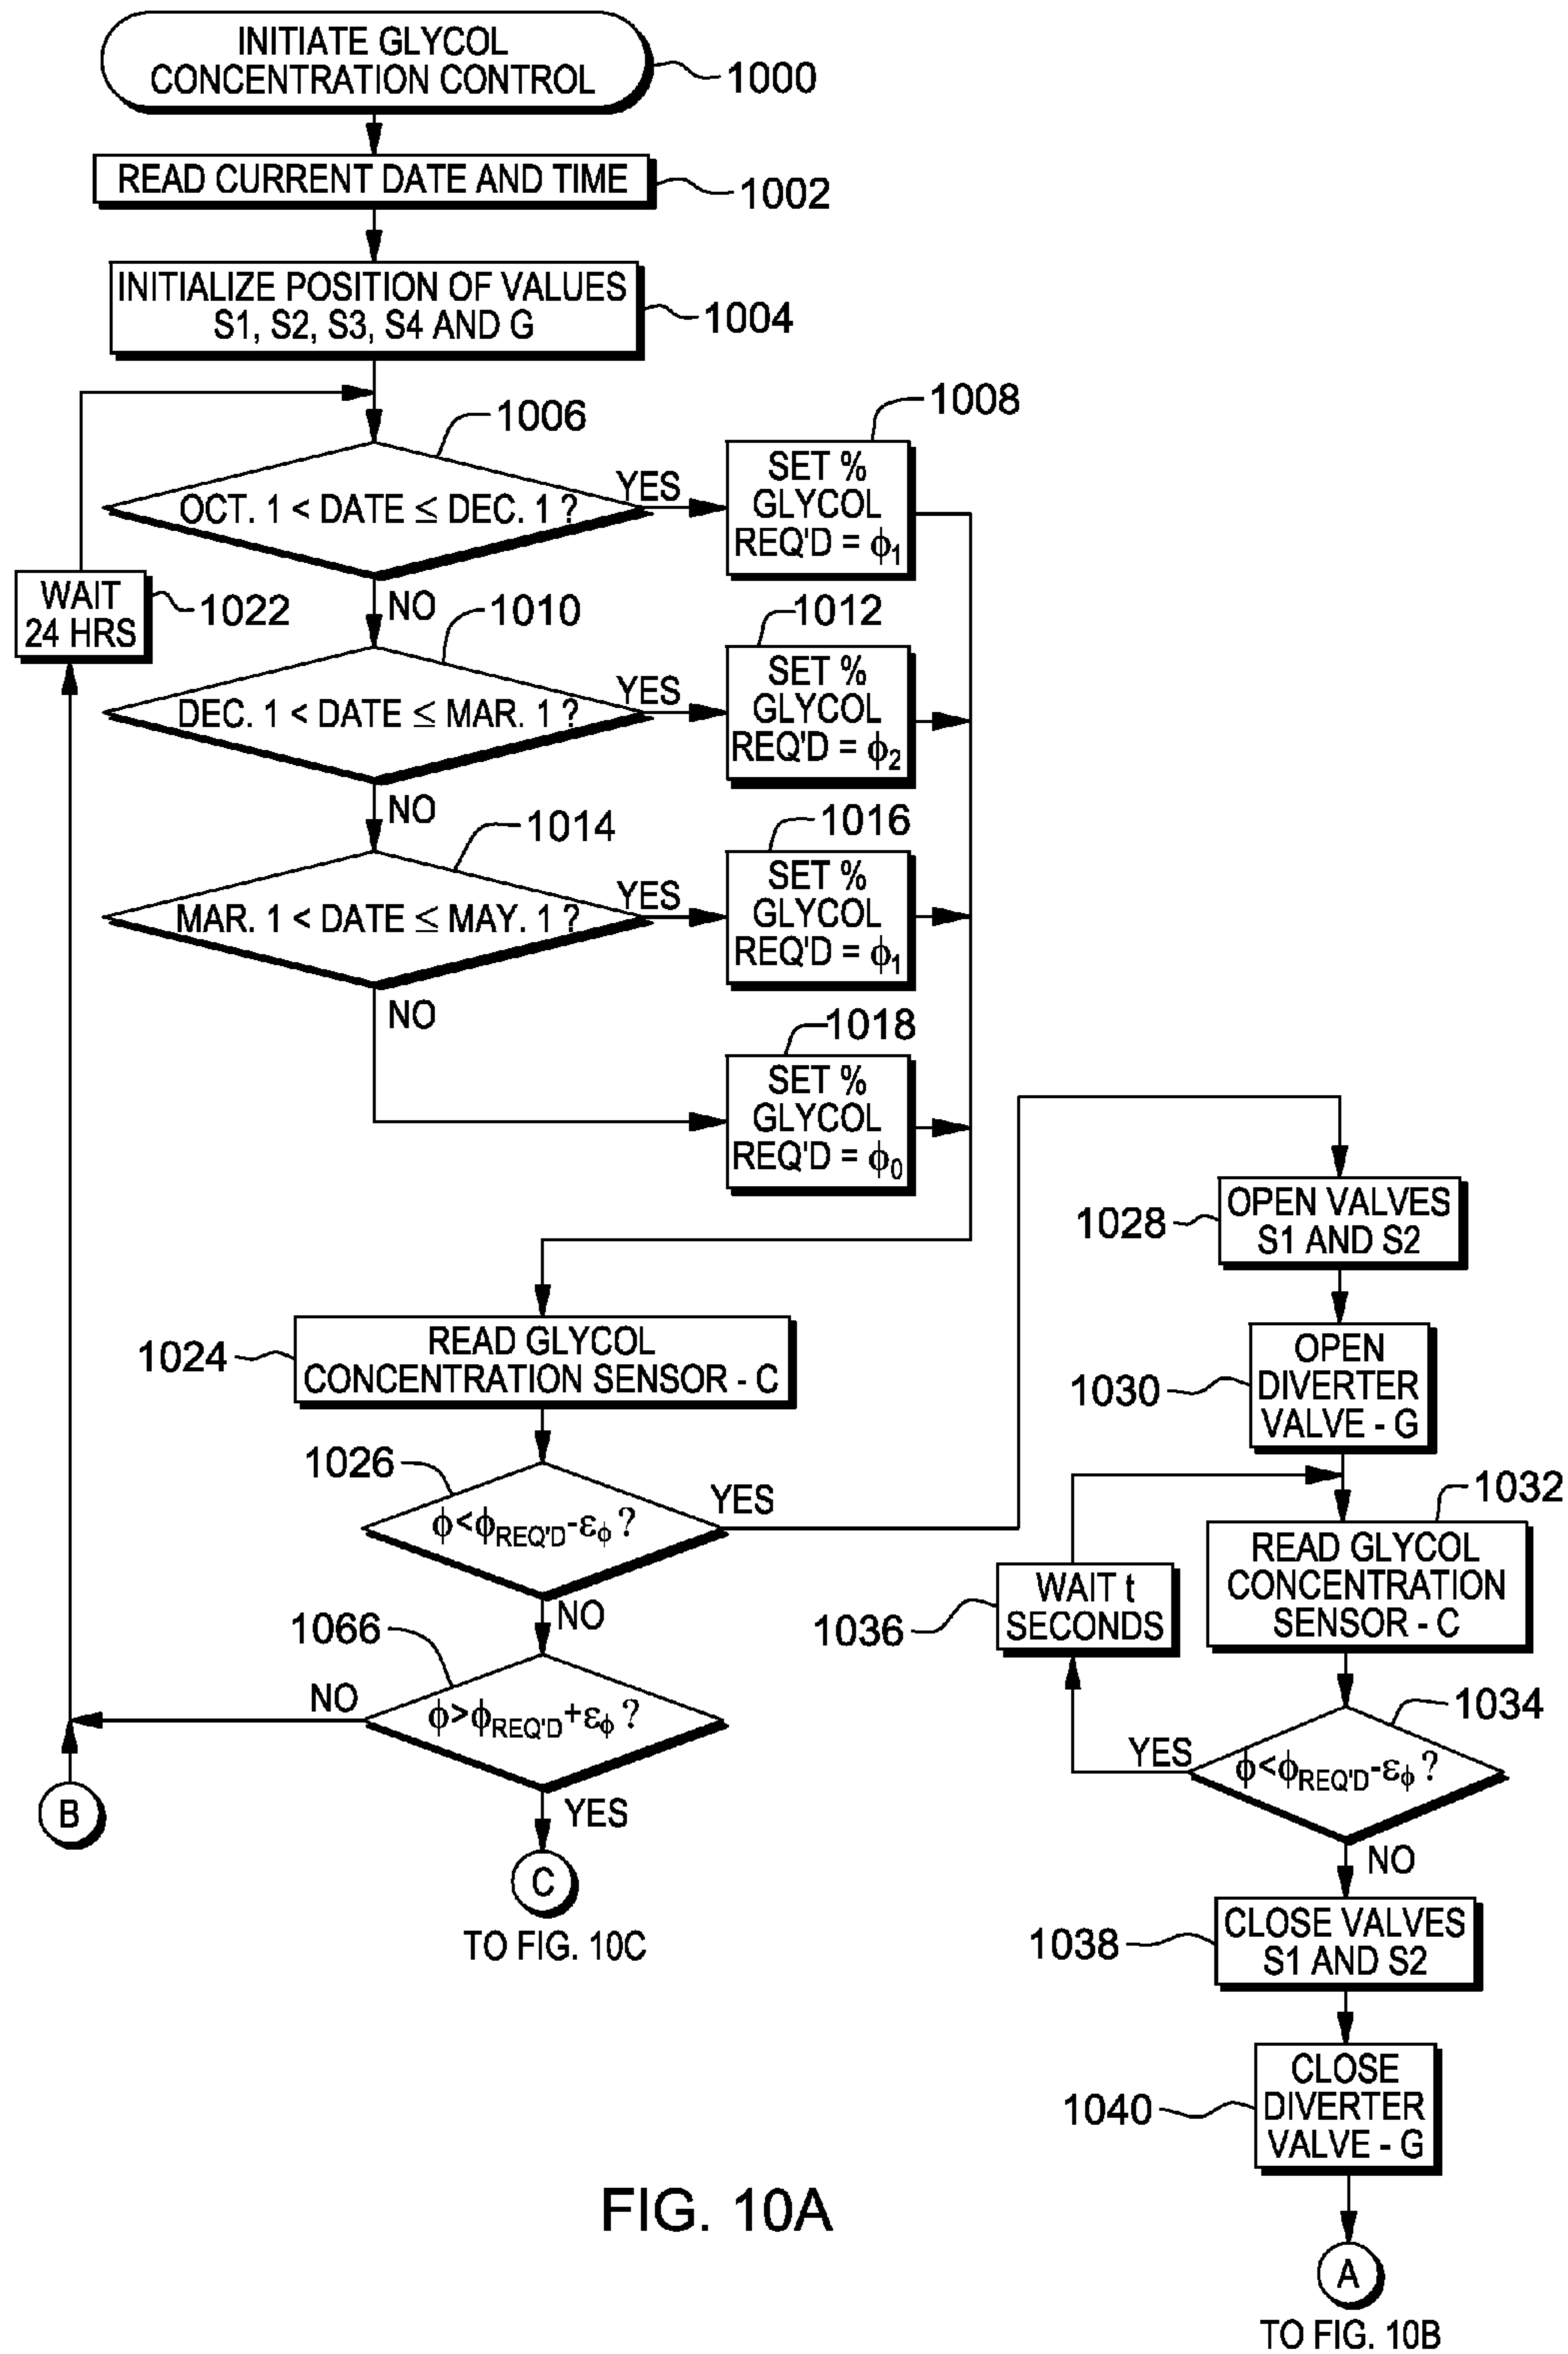 INITIATE GLYCOL
CONCENTRATION CONTROL
1000
READ CURRENT DATE AND TIME
1002
INITIALIZE POSITION OF VALUES
S1, S2, S3, S4 AND G
1004
1006
OCT. 1 < DATE ≤ DEC. 1 ?
YES
1008
SET %
GLYCOL
REQ'D = ϕ₁
WAIT
24 HRS
1022
NO
1010
DEC. 1 < DATE ≤ MAR. 1 ?
YES
1012
SET %
GLYCOL
REQ'D = ϕ₂
NO
1014
MAR. 1 < DATE ≤ MAY. 1 ?
YES
1016
SET %
GLYCOL
REQ'D = ϕ₁
NO
1018
SET %
GLYCOL
REQ'D = ϕ₀
1024
READ GLYCOL
CONCENTRATION SENSOR - C
1026
ϕ<ϕREQ'D-εϕ ?
YES
NO
1066
ϕ>ϕREQ'D+εϕ ?
NO
B
YES
C
TO FIG. 10C
1028
OPEN VALVES
S1 AND S2
1030
OPEN
DIVERTER
VALVE - G
1032
READ GLYCOL
CONCENTRATION
SENSOR - C
1036
WAIT t
SECONDS
1034
YES
ϕ<ϕREQ'D-εϕ ?
NO
1038
CLOSE VALVES
S1 AND S2
1040
CLOSE
DIVERTER
VALVE - G
A
TO FIG. 10B
FIG. 10A